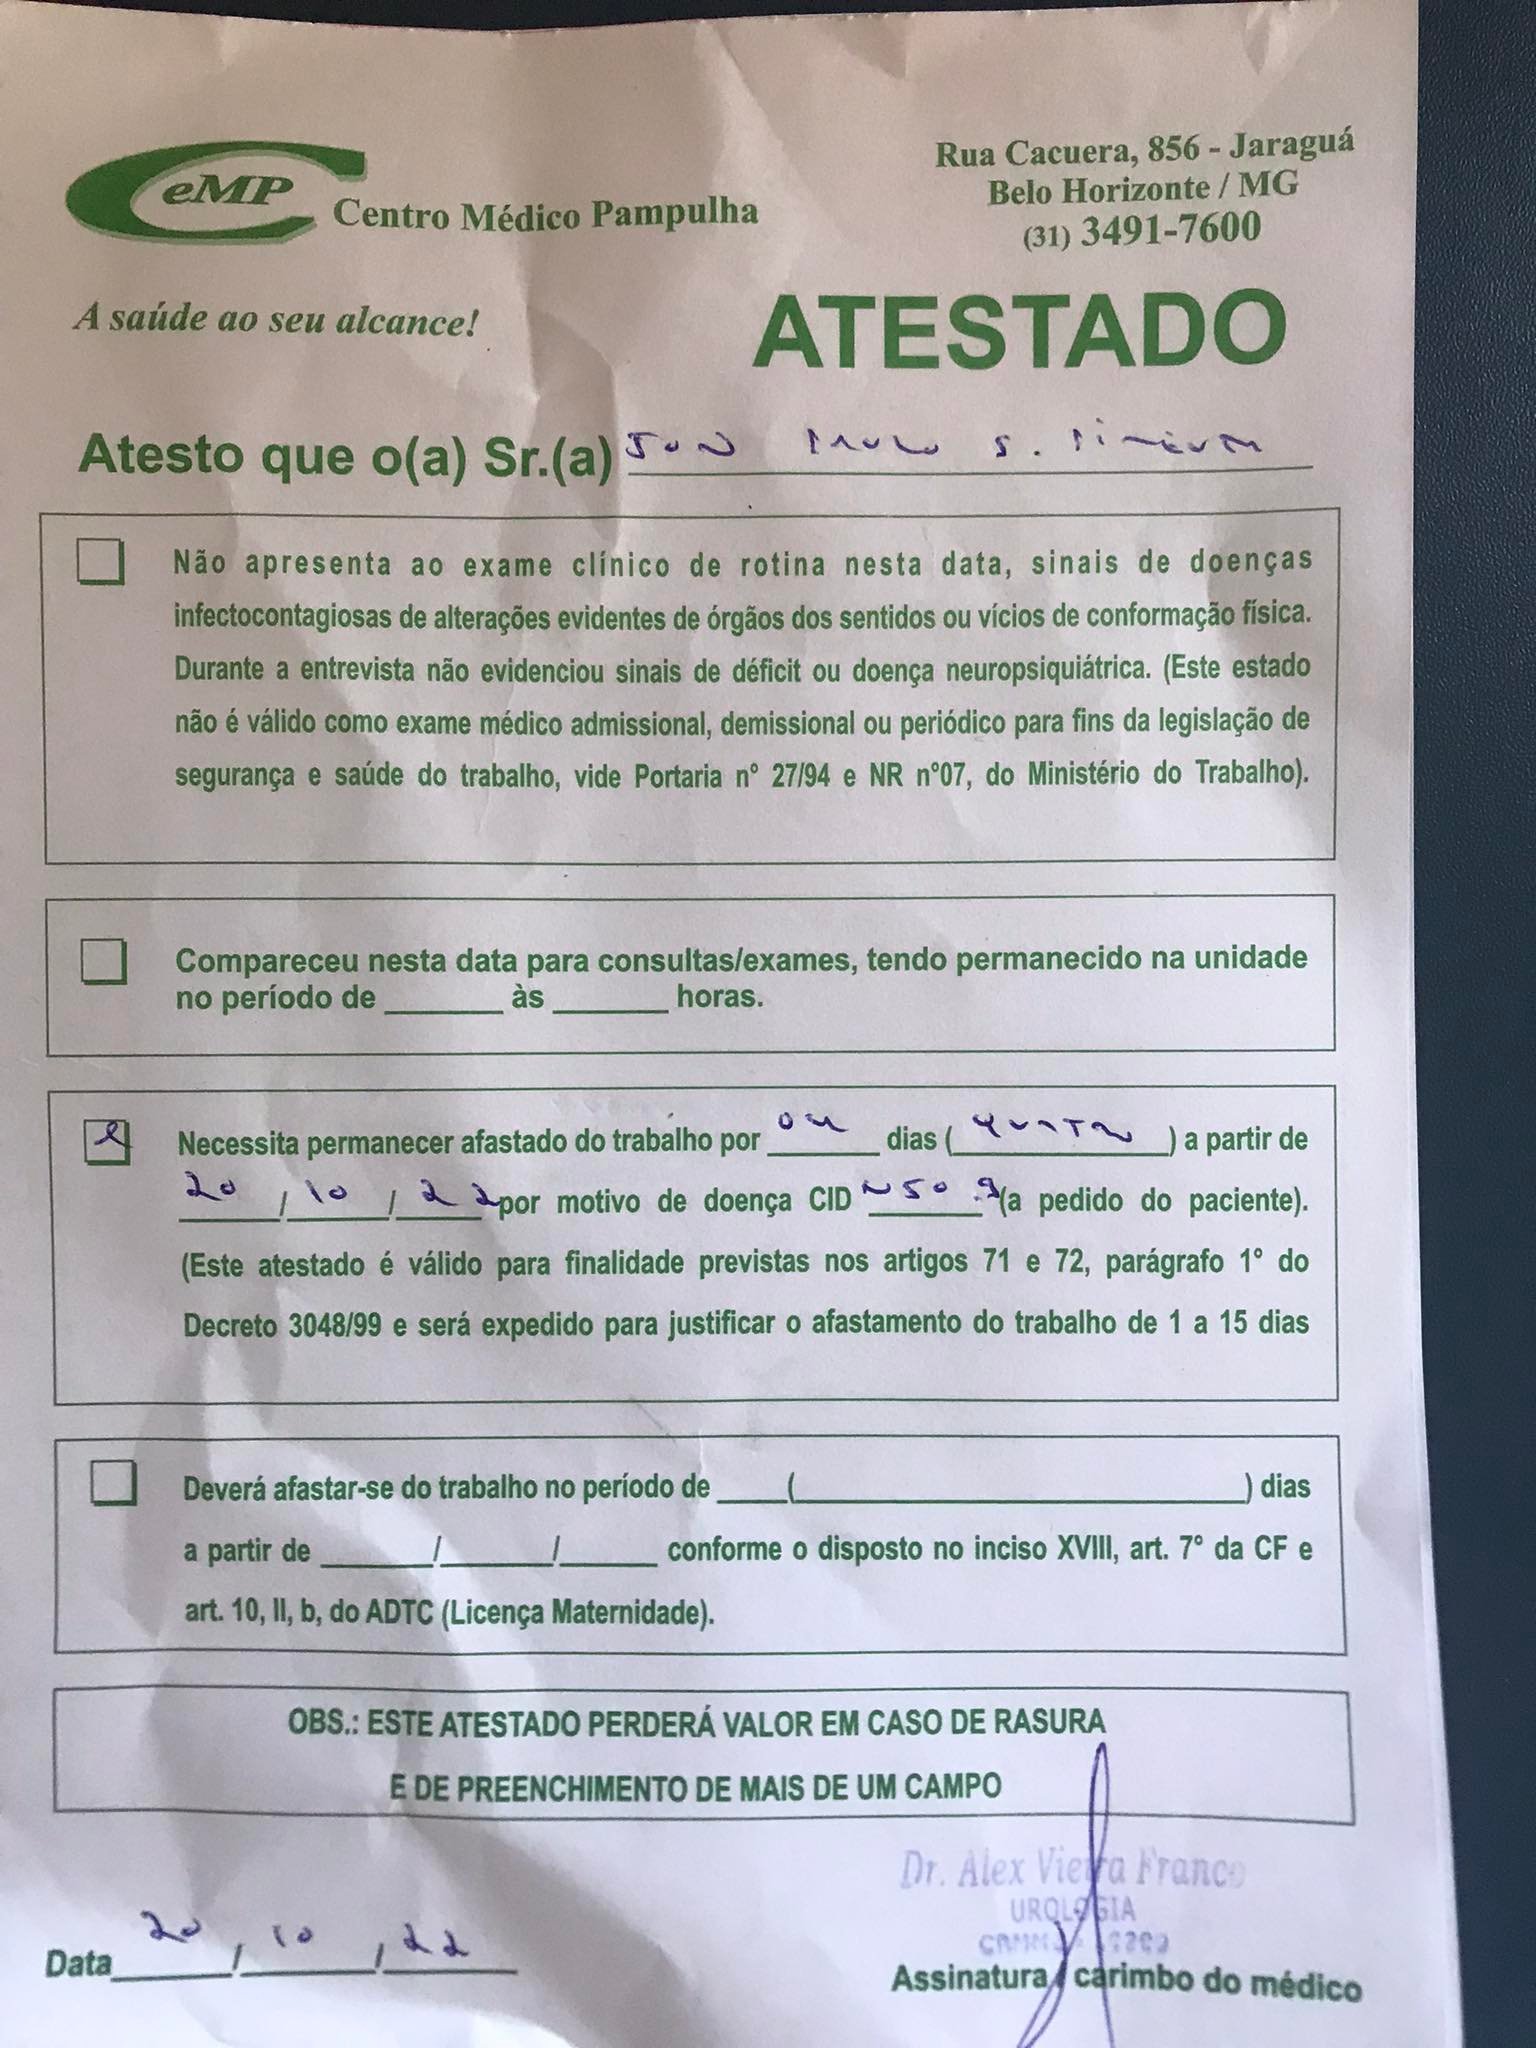 CeMP
Centro Médico Pampulha
Rua Cacuera, 856 - Jaraguá
Belo Horizonte / MG
(31) 3491-7600
A saúde ao seu alcance!
ATESTADO
Atesto que o(a) Sr.(a) Paulo S.
Não apresenta ao exame clínico de rotina nesta data, sinais de doenças
infectocontagiosas de alterações evidentes de órgãos dos sentidos ou vícios de conformação física.
Durante a entrevista não evidenciou sinais de déficit ou doença neuropsiquiátrica. (Este estado
não é válido como exame médico admissional, demissional ou periódico para fins da legislação de
segurança e saúde do trabalho, vide Portaria nº 27/94 e NR nº07, do Ministério do Trabalho).
Compareceu nesta data para consultas/exames, tendo permanecido na unidade
no período de ______ às ______ horas.
Necessita permanecer afastado do trabalho por 04 dias (quatro) a partir de
20/10/22 por motivo de doença CID N50.9 (a pedido do paciente).
(Este atestado é válido para finalidade previstas nos artigos 71 e 72, parágrafo 1° do
Decreto 3048/99 e será expedido para justificar o afastamento do trabalho de 1 a 15 dias
Deverá afastar-se do trabalho no período de ____(____________________) dias
a partir de ______/______/______ conforme o disposto no inciso XVIII, art. 7° da CF e
art. 10, II, b, do ADTC (Licença Maternidade).
OBS.: ESTE ATESTADO PERDERÁ VALOR EM CASO DE RASURA
E DE PREENCHIMENTO DE MAIS DE UM CAMPO
Dr. Alex Vieira Franco
UROLOGIA
Data 20/10/22
Assinatura / carimbo do médico